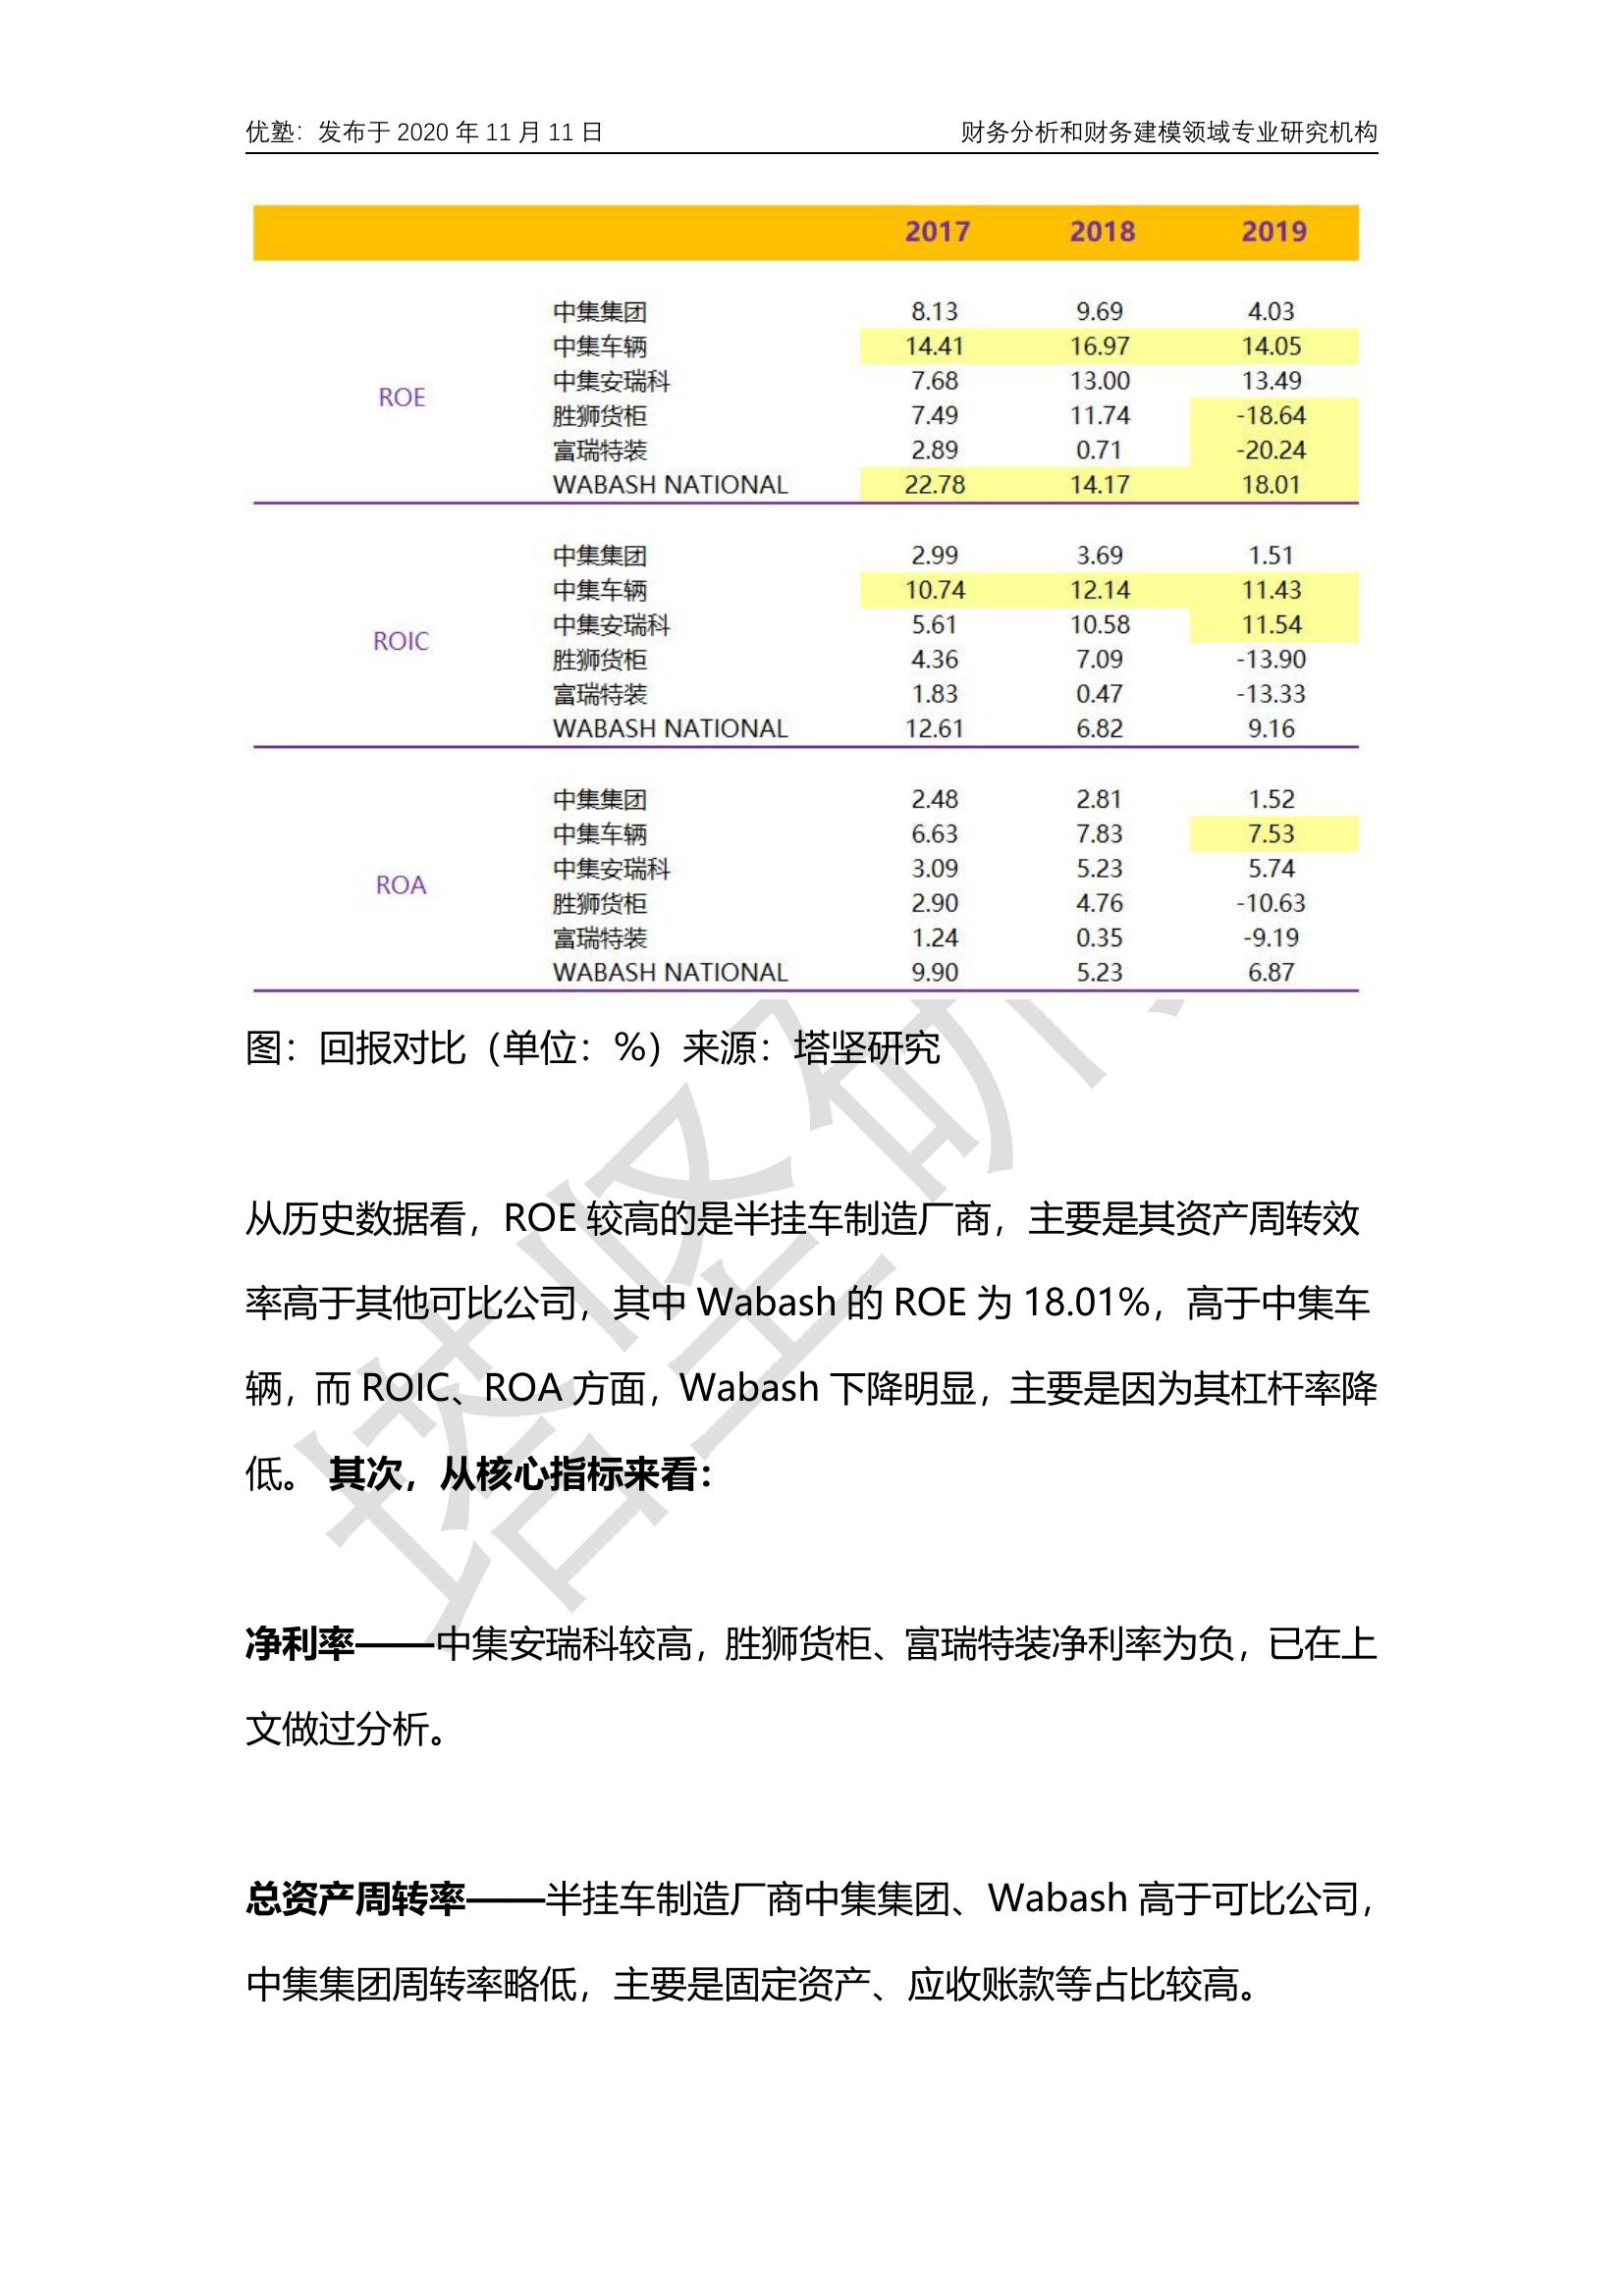 优塾：发布于 2020 年 11 月 11 日 财务分析和财务建模领域专业研究机构
2017 2018 2019
中集集团 8.13 9.69 4.03
中集车辆 14.41 16.97 14.05
中集安瑞科 7.68 13.00 13.49
ROE
胜狮货柜 7.49 11.74 -18.64
富瑞特装 2.89 0.71 -20.24
WABASH NATIONAL 22.78 14.17 18.01
中集集团 2.99 3.69 1.51
中集车辆 10.74 12.14 11.43
中集安瑞科 5.61 10.58 11.54
ROIC
胜狮货柜 4.36 7.09 -13.90
富瑞特装 1.83 0.47 -13.33
WABASH NATIONAL 12.61 6.82 9.16
中集集团 2.48 2.81 1.52
中集车辆 6.63 7.83 7.53
中集安瑞科 3.09 5.23 5.74
ROA
胜狮货柜 2.90 4.76 -10.63
富瑞特装 1.24 0.35 -9.19
WABASH NATIONAL 9.90 5.23 6.87
图：回报对比（单位：%）来源：塔坚研究
从历史数据看，ROE 较高的是半挂车制造厂商，主要是其资产周转效
率高于其他可比公司，其中 Wabash 的 ROE 为 18.01%，高于中集车
辆，而 ROIC、ROA 方面，Wabash 下降明显，主要是因为其杠杆率降
低。 其次，从核心指标来看：
净利率——中集安瑞科较高，胜狮货柜、富瑞特装净利率为负，已在上
文做过分析。
总资产周转率——半挂车制造厂商中集集团、Wabash 高于可比公司，
中集集团周转率略低，主要是固定资产、应收账款等占比较高。
塔坚研